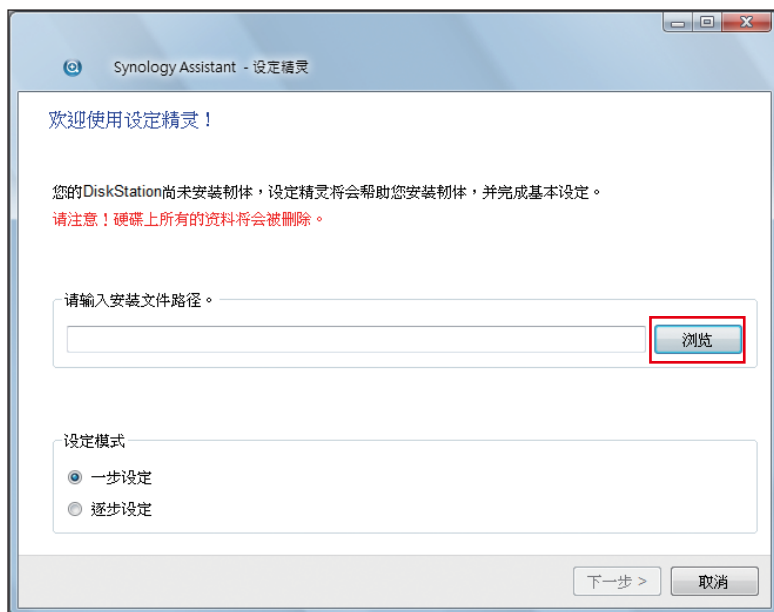 Synology Assistant - 设定精灵
欢迎使用设定精灵！
您的DiskStation尚未安装韧体，设定精灵将会帮助您安装韧体，并完成基本设定。
请注意！硬碟上所有的资料将会被删除。
请输入安装文件路径。
浏览
设定模式
一步设定
逐步设定
下一步 >
取消